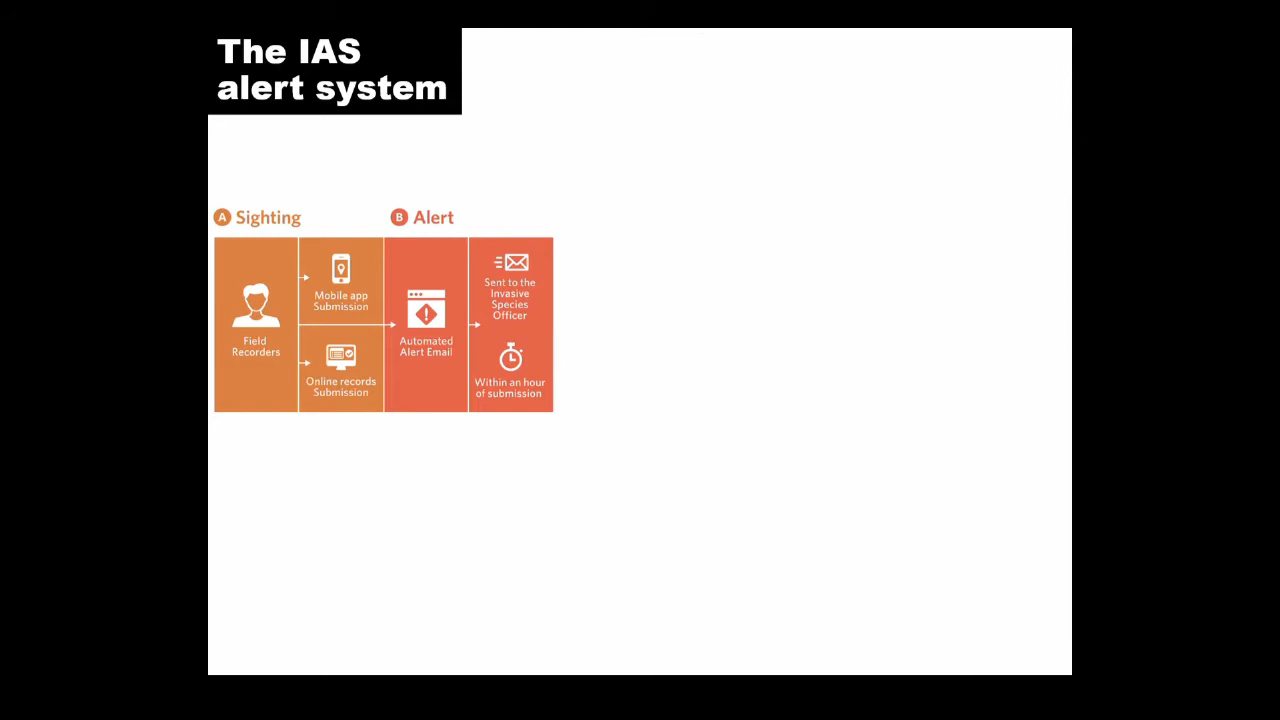 The IAS
alert system
A Sighting
B Alert
Field
Recorders
Mobile app
Submission
Online records
Submission
Automated
Alert Email
Sent to the
Invasive
Species
Officer
Within an hour
of submission